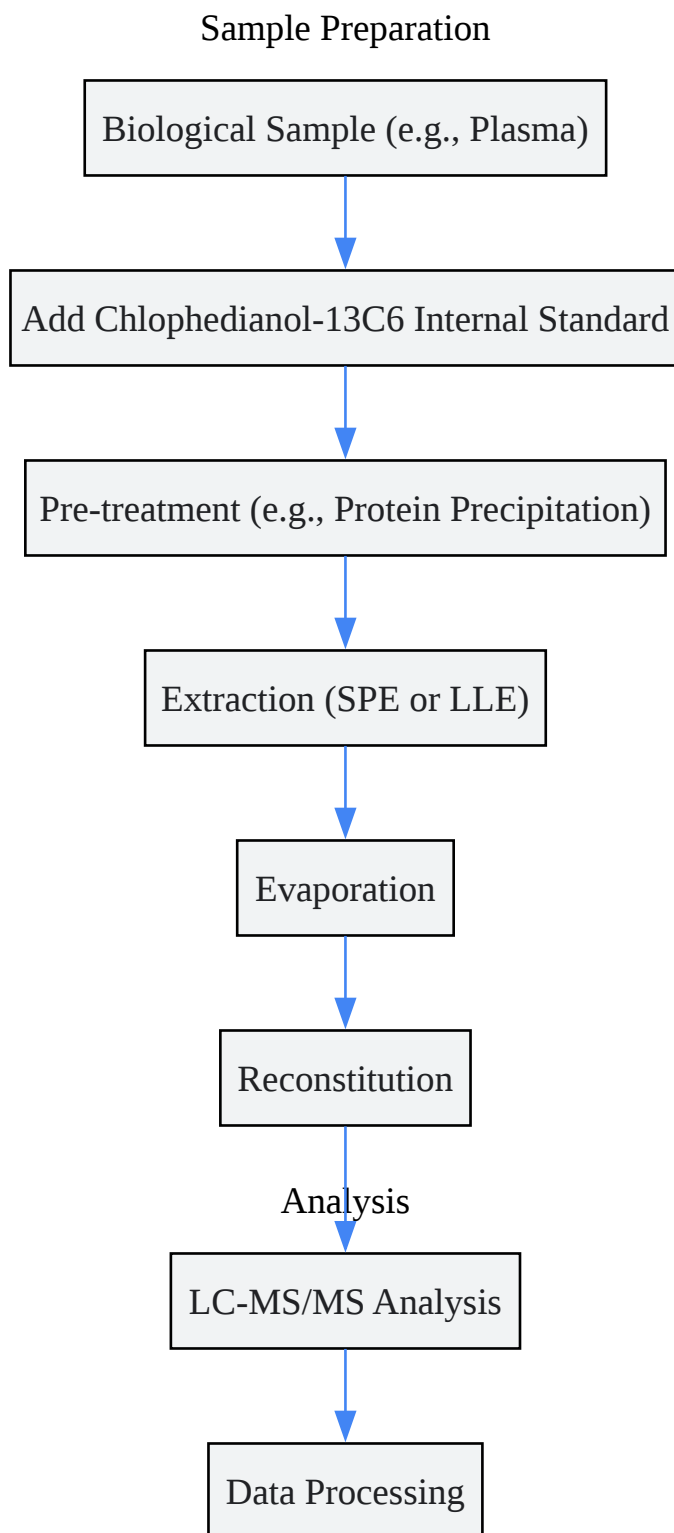 Sample Preparation
Biological Sample (e.g., Plasma)
Add Chlophedianol-13C6 Internal Standard
Pre-treatment (e.g., Protein Precipitation)
Extraction (SPE or LLE)
Evaporation
Reconstitution
Analysis
LC-MS/MS Analysis
Data Processing